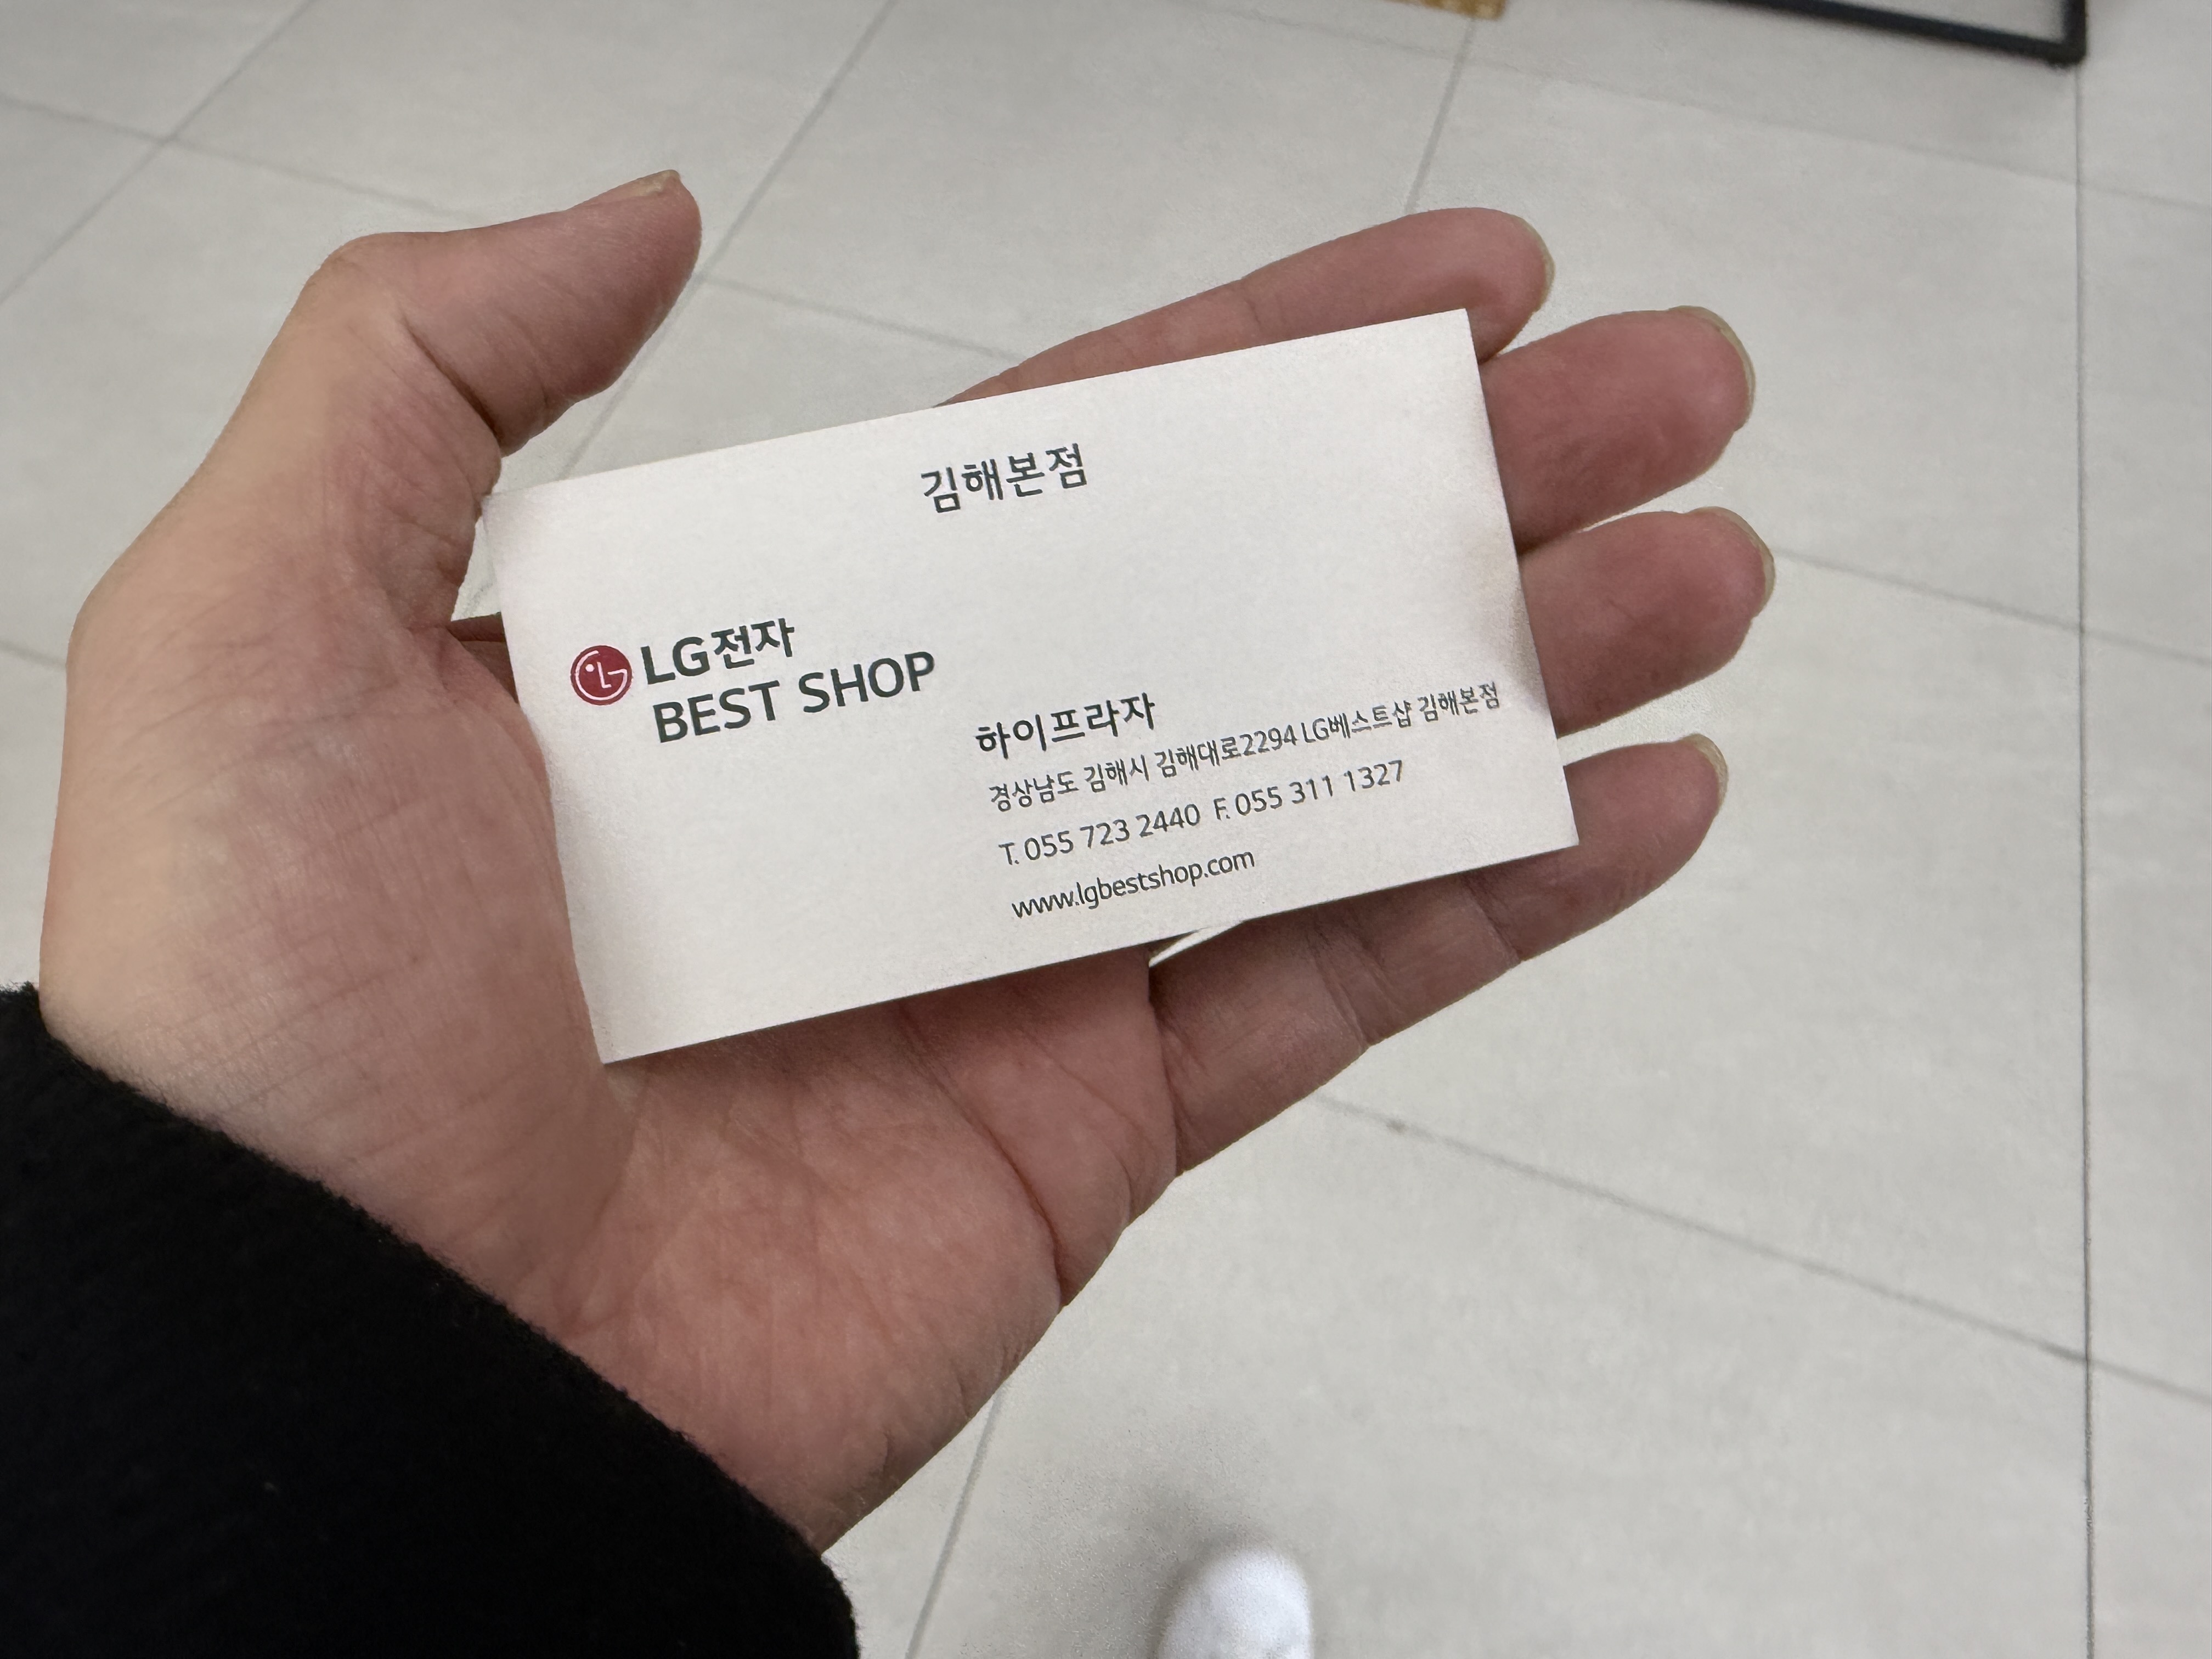 김해본점
LG전자
BEST SHOP
하이프라자
경상남도 김해시 김해대로2294 LG베스트샵 김해본점
T. 055 723 2440 F. 055 311 1327
www.lgbestshop.com